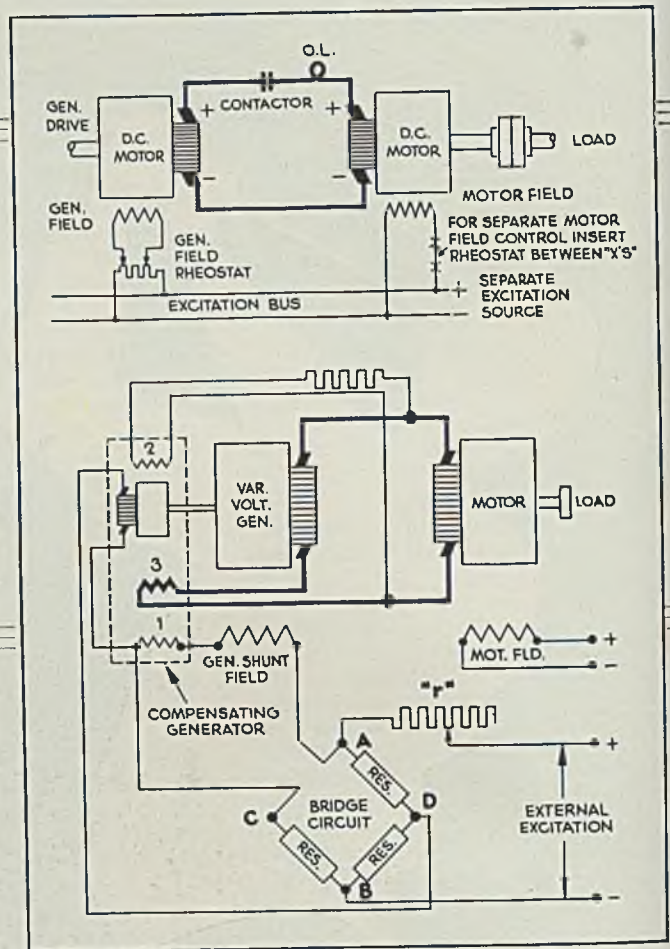 O.L.
GEN.
DRIVE
D.C.
MOTOR
+ CONTACTOR +
D.C.
MOTOR
LOAD
− −
GEN.
FIELD
GEN.
FIELD
RHEOSTAT
MOTOR FIELD
FOR SEPARATE MOTOR
FIELD CONTROL INSERT
RHEOSTAT BETWEEN "X'S"
EXCITATION BUS
+ SEPARATE
EXCITATION
− SOURCE
2
VAR.
VOLT.
GEN.
MOTOR
LOAD
3
1
GEN. SHUNT
FIELD
MOT. FLD.
+
−
COMPENSATING
GENERATOR
"r"
A
+
RES.
C
BRIDGE
CIRCUIT
D
RES.
RES.
B
EXTERNAL
EXCITATION
−